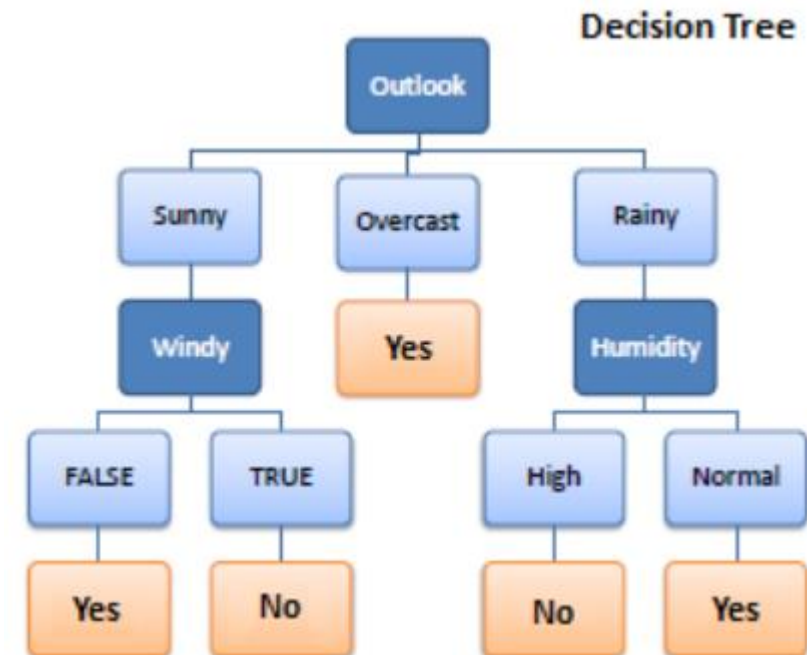 Decision Tree
Outlook
Sunny
Overcast
Rainy
Windy
Yes
Humidity
FALSE
TRUE
High
Normal
Yes
No
No
Yes